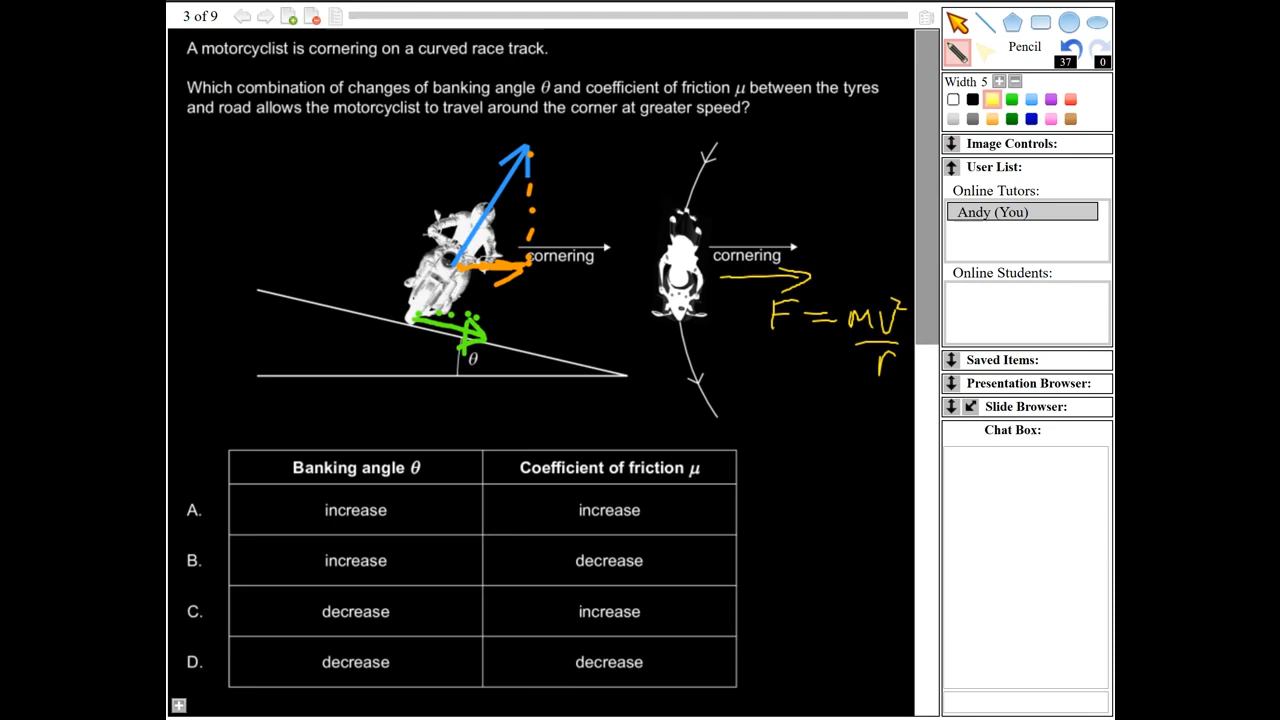 3 of 9
A motorcyclist is cornering on a curved race track.
Which combination of changes of banking angle θ and coefficient of friction μ between the tyres
and road allows the motorcyclist to travel around the corner at greater speed?
cornering
cornering
F = mv²/r
θ
Banking angle θ Coefficient of friction μ
A. increase increase
B. increase decrease
C. decrease increase
D. decrease decrease
Pencil
37 0
Width 5
Image Controls:
User List:
Online Tutors:
Andy (You)
Online Students:
Saved Items:
Presentation Browser:
Slide Browser:
Chat Box: